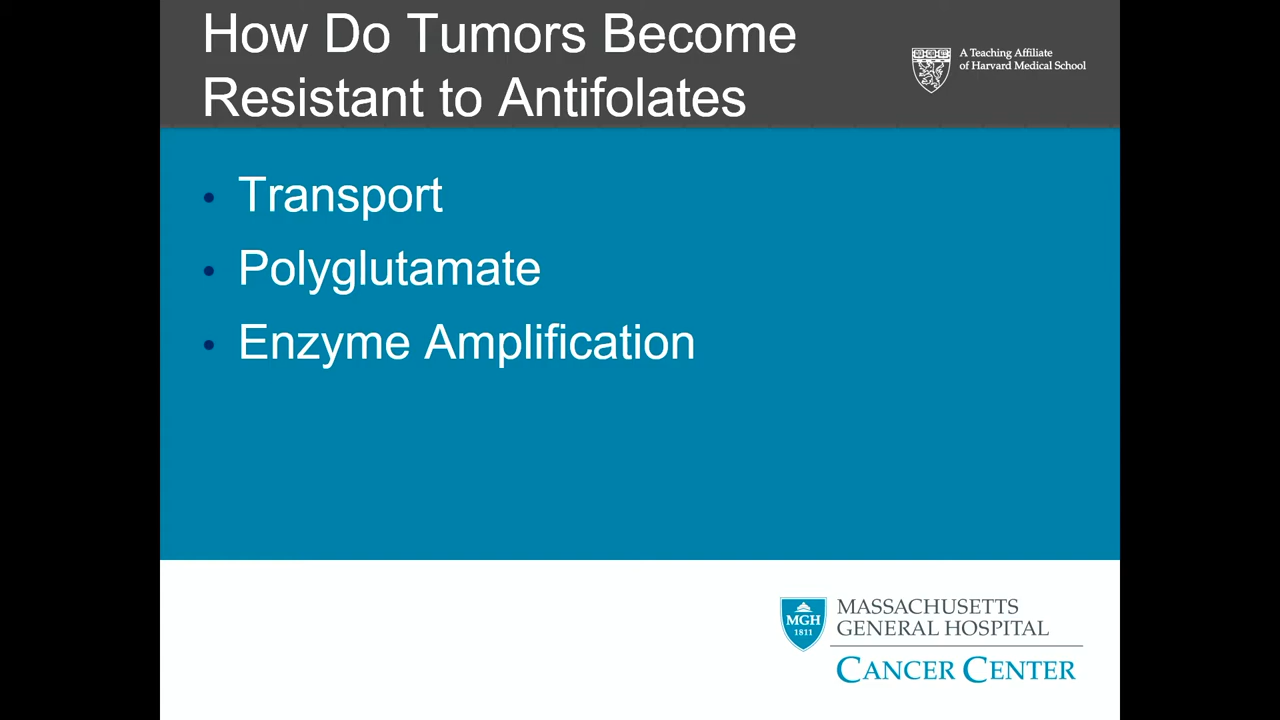 How Do Tumors Become
Resistant to Antifolates
A Teaching Affiliate
of Harvard Medical School
• Transport
• Polyglutamate
• Enzyme Amplification
MGH
1811
MASSACHUSETTS
GENERAL HOSPITAL
CANCER CENTER